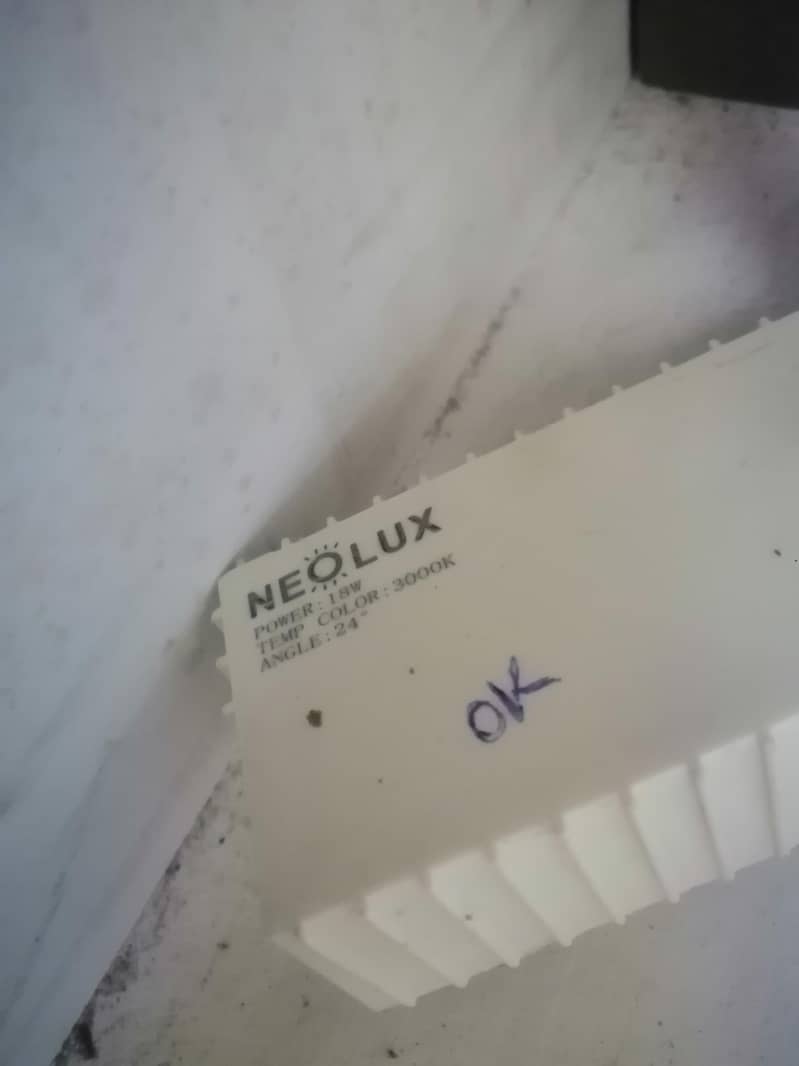 NEOLUX
POWER:18W
TEMP COLOR:3000K
ANGLE:24°
OK